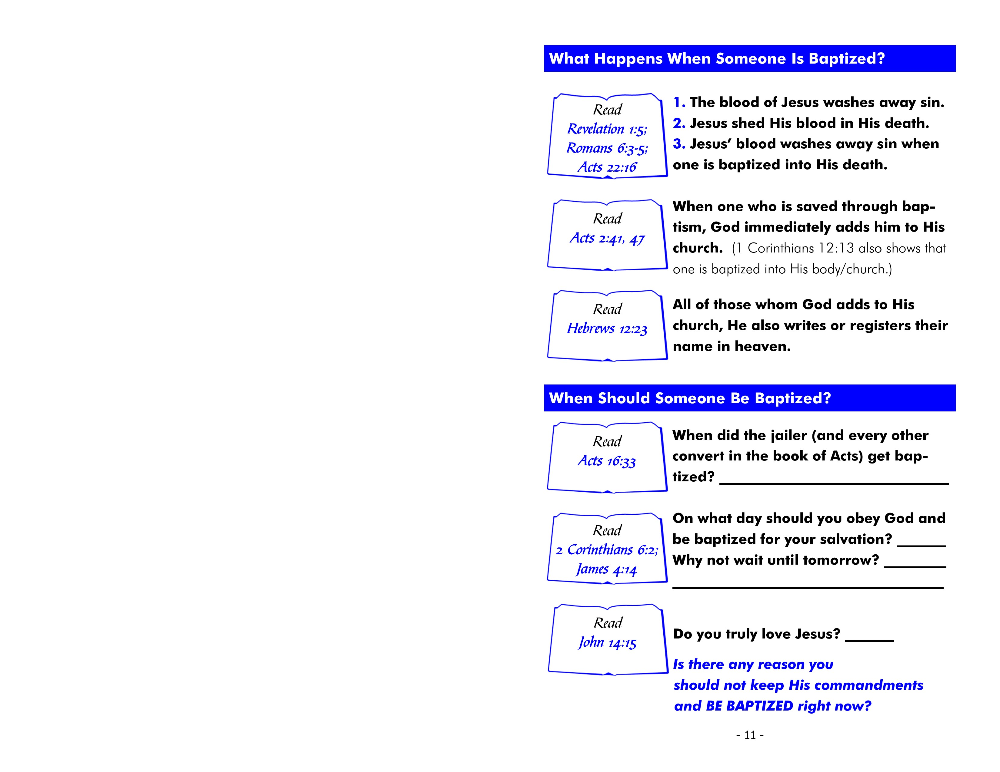 What Happens When Someone Is Baptized?
Read
Revelation 1:5;
Romans 6:3-5;
Acts 22:16
1. The blood of Jesus washes away sin.
2. Jesus shed His blood in His death.
3. Jesus’ blood washes away sin when
one is baptized into His death.
Read
Acts 2:41, 47
When one who is saved through bap-
tism, God immediately adds him to His
church.  (1 Corinthians 12:13 also shows that
one is baptized into His body/church.)
Read
Hebrews 12:23
All of those whom God adds to His
church, He also writes or registers their
name in heaven.
When Should Someone Be Baptized?
Read
Acts 16:33
When did the jailer (and every other
convert in the book of Acts) get bap-
tized? ______________________________
Read
2 Corinthians 6:2;
James 4:14
On what day should you obey God and
be baptized for your salvation? ______
Why not wait until tomorrow? ________
___________________________________
Read
John 14:15
Do you truly love Jesus? ______
Is there any reason you
should not keep His commandments
and BE BAPTIZED right now?
- 11 -